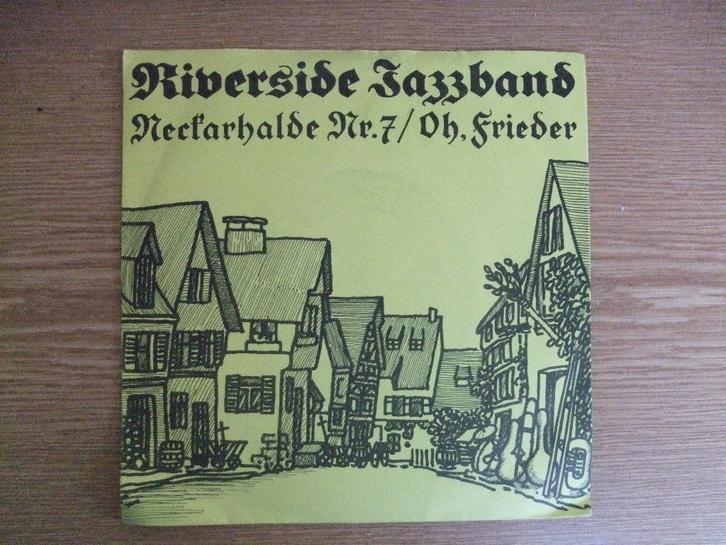 Riverside Jazzband
Neckarhalde Nr.7/Oh, Frieder